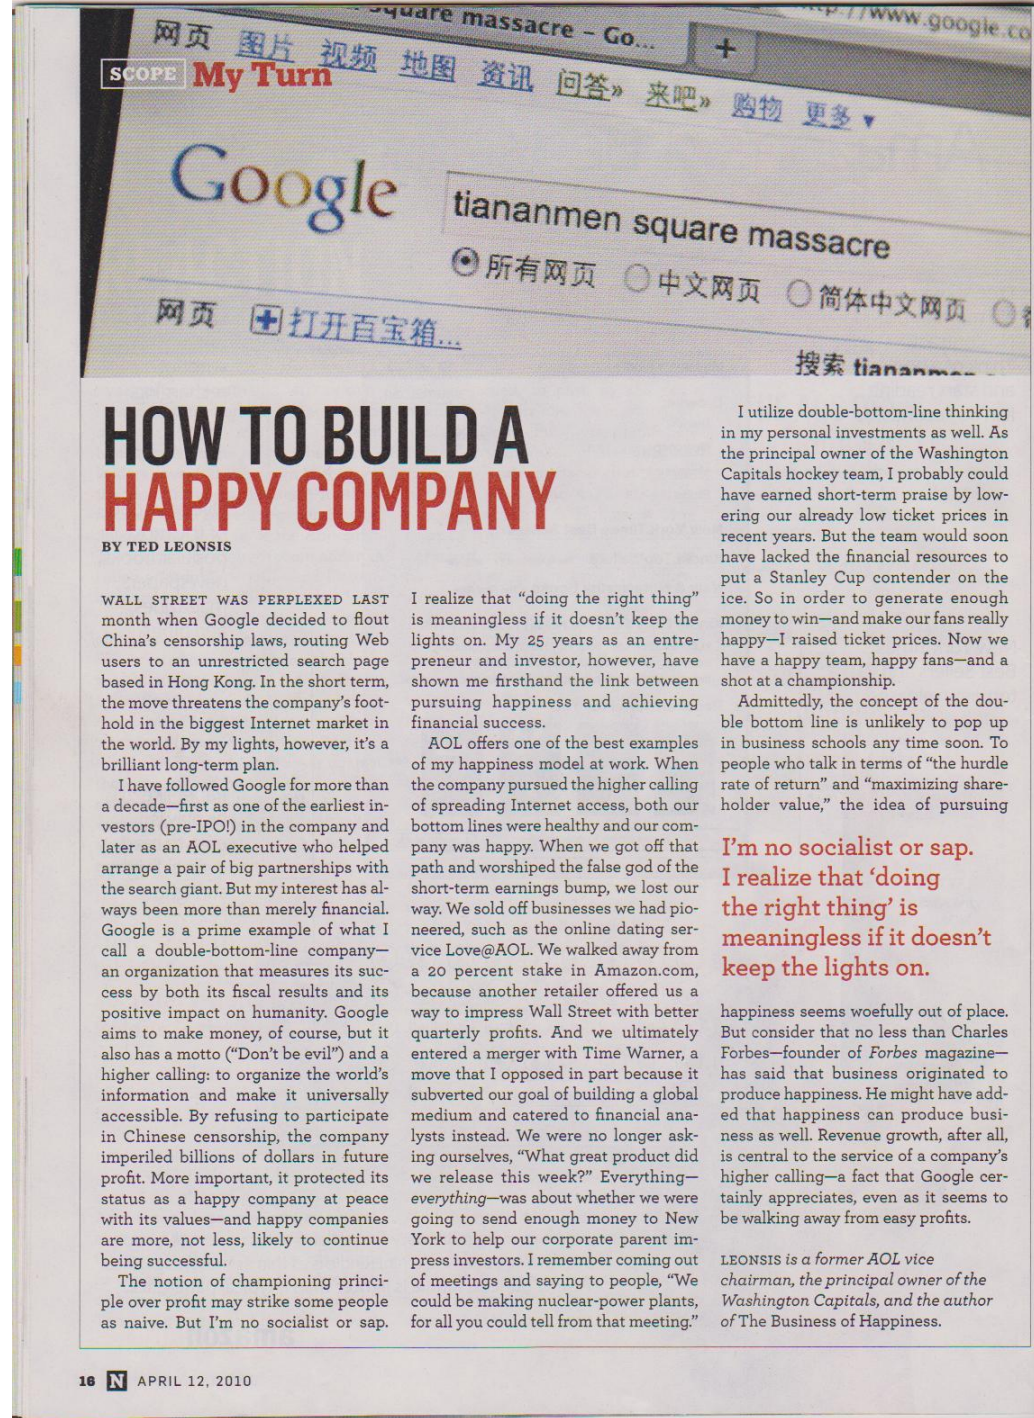 square massacre - Go...
+
http://www.google.co
网页 图片 视频 地图 资讯 问答» 来吧» 购物 更多 ▼
SCOPE My Turn
Google
tiananmen square massacre
所有网页 中文网页 简体中文网页
网页 打开百宝箱...
搜索 tiananmen
HOW TO BUILD A
HAPPY COMPANY
BY TED LEONSIS
WALL STREET WAS PERPLEXED LAST
month when Google decided to flout
China's censorship laws, routing Web
users to an unrestricted search page
based in Hong Kong. In the short term,
the move threatens the company's foot-
hold in the biggest Internet market in
the world. By my lights, however, it's a
brilliant long-term plan.
I have followed Google for more than
a decade—first as one of the earliest in-
vestors (pre-IPO!) in the company and
later as an AOL executive who helped
arrange a pair of big partnerships with
the search giant. But my interest has al-
ways been more than merely financial.
Google is a prime example of what I
call a double-bottom-line company—
an organization that measures its suc-
cess by both its fiscal results and its
positive impact on humanity. Google
aims to make money, of course, but it
also has a motto ("Don't be evil") and a
higher calling: to organize the world's
information and make it universally
accessible. By refusing to participate
in Chinese censorship, the company
imperiled billions of dollars in future
profit. More important, it protected its
status as a happy company at peace
with its values—and happy companies
are more, not less, likely to continue
being successful.
The notion of championing princi-
ple over profit may strike some people
as naive. But I'm no socialist or sap.
I realize that "doing the right thing"
is meaningless if it doesn't keep the
lights on. My 25 years as an entre-
preneur and investor, however, have
shown me firsthand the link between
pursuing happiness and achieving
financial success.
AOL offers one of the best examples
of my happiness model at work. When
the company pursued the higher calling
of spreading Internet access, both our
bottom lines were healthy and our com-
pany was happy. When we got off that
path and worshiped the false god of the
short-term earnings bump, we lost our
way. We sold off businesses we had pio-
neered, such as the online dating ser-
vice Love@AOL. We walked away from
a 20 percent stake in Amazon.com,
because another retailer offered us a
way to impress Wall Street with better
quarterly profits. And we ultimately
entered a merger with Time Warner, a
move that I opposed in part because it
subverted our goal of building a global
medium and catered to financial ana-
lysts instead. We were no longer ask-
ing ourselves, "What great product did
we release this week?" Everything—
everything—was about whether we were
going to send enough money to New
York to help our corporate parent im-
press investors. I remember coming out
of meetings and saying to people, "We
could be making nuclear-power plants,
for all you could tell from that meeting."
I utilize double-bottom-line thinking
in my personal investments as well. As
the principal owner of the Washington
Capitals hockey team, I probably could
have earned short-term praise by low-
ering our already low ticket prices in
recent years. But the team would soon
have lacked the financial resources to
put a Stanley Cup contender on the
ice. So in order to generate enough
money to win—and make our fans really
happy—I raised ticket prices. Now we
have a happy team, happy fans—and a
shot at a championship.
Admittedly, the concept of the dou-
ble bottom line is unlikely to pop up
in business schools any time soon. To
people who talk in terms of "the hurdle
rate of return" and "maximizing share-
holder value," the idea of pursuing
I'm no socialist or sap.
I realize that 'doing
the right thing' is
meaningless if it doesn't
keep the lights on.
happiness seems woefully out of place.
But consider that no less than Charles
Forbes—founder of Forbes magazine—
has said that business originated to
produce happiness. He might have add-
ed that happiness can produce busi-
ness as well. Revenue growth, after all,
is central to the service of a company's
higher calling—a fact that Google cer-
tainly appreciates, even as it seems to
be walking away from easy profits.
LEONSIS is a former AOL vice
chairman, the principal owner of the
Washington Capitals, and the author
of The Business of Happiness.
16 N APRIL 12, 2010